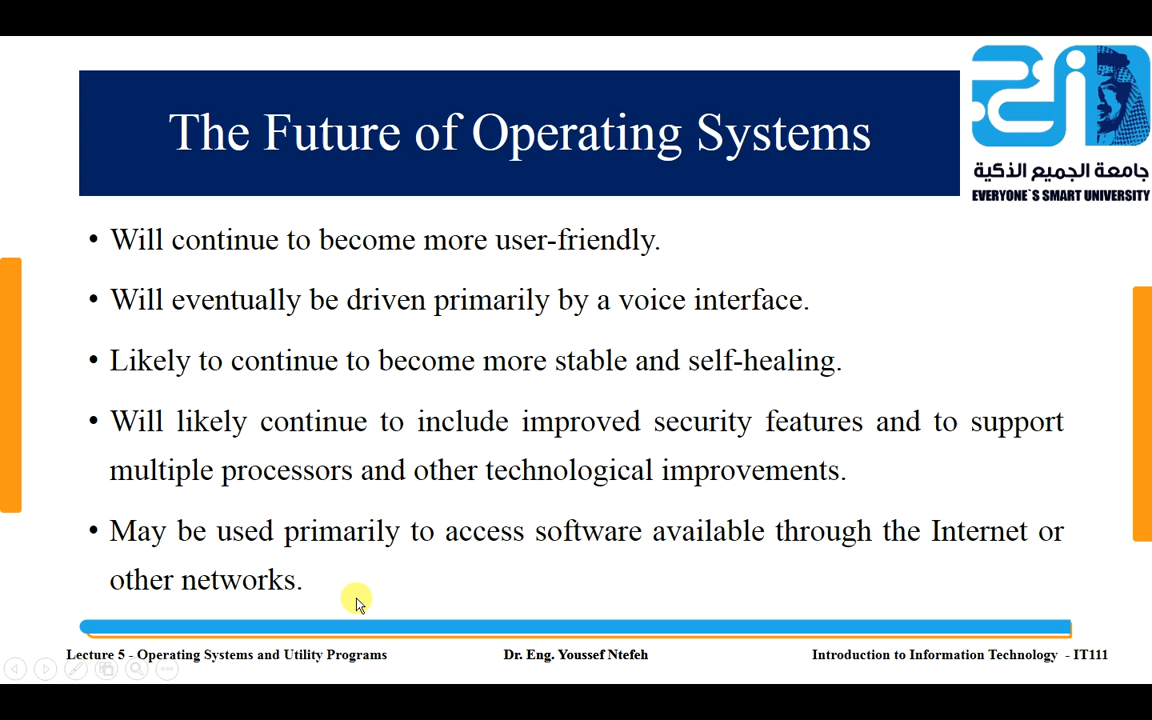 The Future of Operating Systems
جامعة الجميع الذكية
EVERYONE`S SMART UNIVERSITY
• Will continue to become more user-friendly.
• Will eventually be driven primarily by a voice interface.
• Likely to continue to become more stable and self-healing.
• Will likely continue to include improved security features and to support
multiple processors and other technological improvements.
• May be used primarily to access software available through the Internet or
other networks.
Lecture 5 - Operating Systems and Utility Programs
Dr. Eng. Youssef Ntefeh
Introduction to Information Technology - IT111